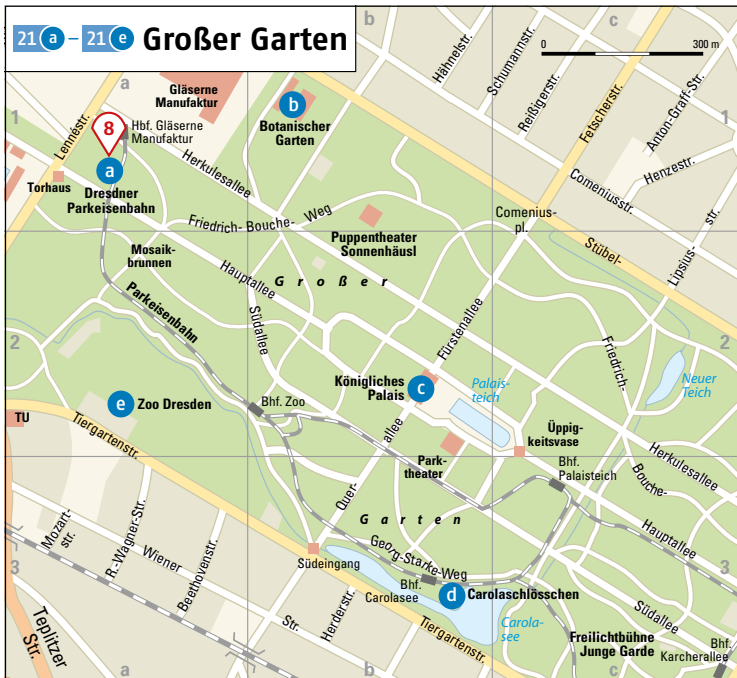 21 a – 21 e Großer Garten
0 300 m
a
b
c
1
1
2
2
3
3
a
b
c
Lennéstr.
8
Hbf. Gläserne
Manufaktur
Gläserne
Manufaktur
b
Botanischer
Garten
Hähnelstr.
Schumannstr.
Reißigerstr.
Fetscherstr.
Anton-Graff-Str.
Henzestr.
Comeniusstr.
Torhaus
a
Dresdner
Parkeisenbahn
Herkulesallee
Friedrich- Bouche- Weg
Puppentheater
Sonnenhäusl
Comenius-
pl.
Stübel-
Lipsius-
str.
Mosaik-
brunnen
Hauptallee
Großer
Parkeisenbahn
Südallee
Fürstenallee
c
Königliches
Palais
Palais-
teich
Friedrich-
Neuer
Teich
e
Zoo Dresden
Bhf. Zoo
TU
Tiergartenstr.
allee
Quer-
Park-
theater
Üppig-
keitsvase
Bhf.
Palaisteich
Herkulesallee
Bouche-
Hauptallee
Garten
Mozart-
str.
R.-Wagner-Str.
Wiener
Str.
Beethovenstr.
Südeingang
Georg-Starke-Weg
Bhf.
Carolasee
d
Carolaschlösschen
Herderstr.
Tiergartenstr.
Carola-
see
Südallee
Freilichtbühne
Junge Garde
Bhf.
Karcherallee
Teplitzer
Str.